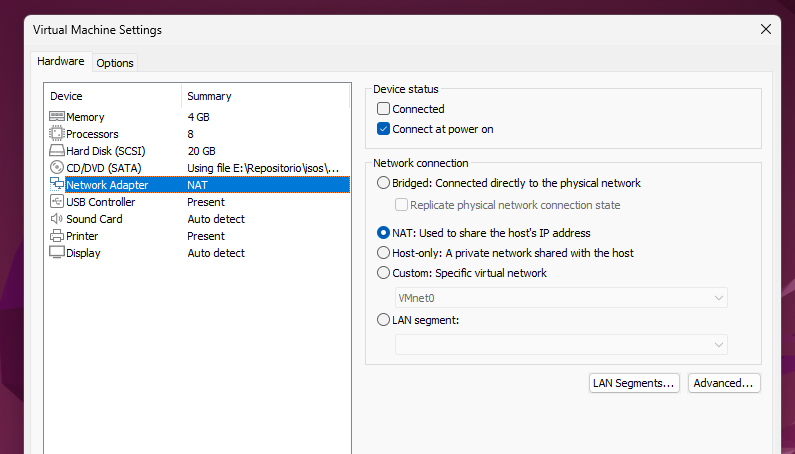 Virtual Machine Settings
Hardware
Options
Device Summary
Memory 4 GB
Processors 8
Hard Disk (SCSI) 20 GB
CD/DVD (SATA) Using file E:\Repositorio\isos\...
Network Adapter NAT
USB Controller Present
Sound Card Auto detect
Printer Present
Display Auto detect
Device status
Connected
Connect at power on
Network connection
Bridged: Connected directly to the physical network
Replicate physical network connection state
NAT: Used to share the host's IP address
Host-only: A private network shared with the host
Custom: Specific virtual network
VMnet0
LAN segment:
LAN Segments... Advanced...